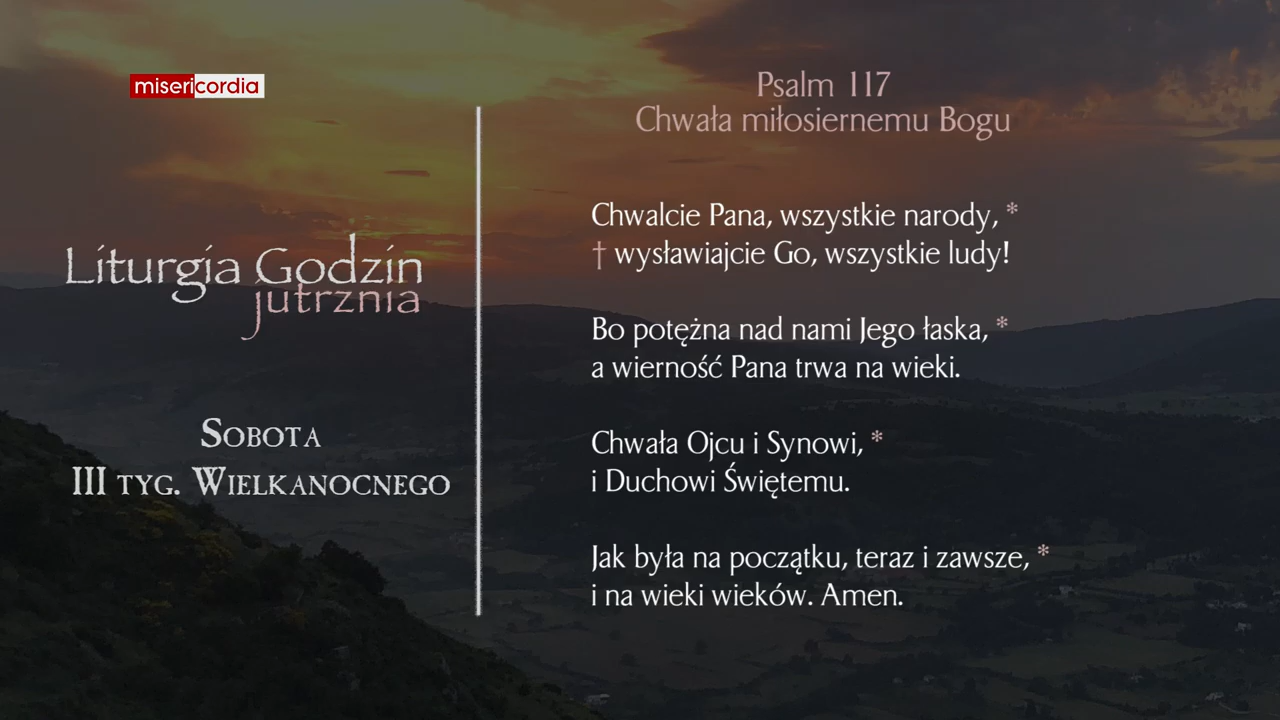 misericordia
Liturgia Godzin
jutrznia
Sobota
III tyg. Wielkanocnego
Psalm 117
Chwała miłosiernemu Bogu
Chwalcie Pana, wszystkie narody, *
† wysławiajcie Go, wszystkie ludy!
Bo potężna nad nami Jego łaska, *
a wierność Pana trwa na wieki.
Chwała Ojcu i Synowi, *
i Duchowi Świętemu.
Jak była na początku, teraz i zawsze, *
i na wieki wieków. Amen.